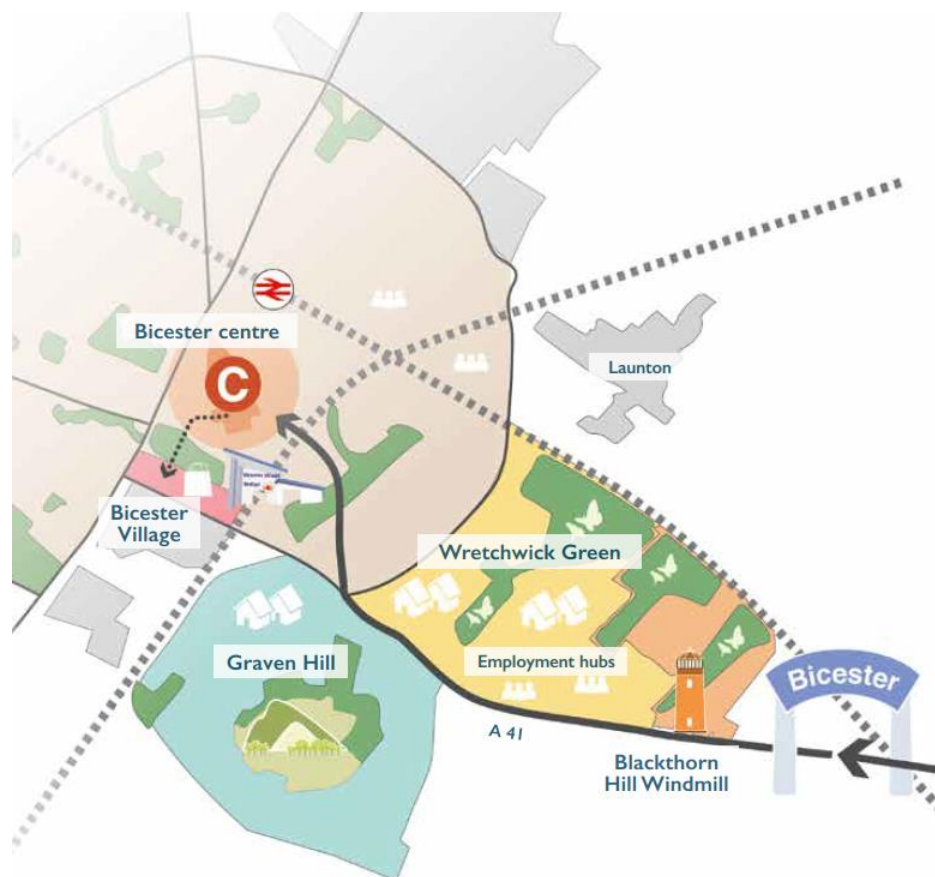 Bicester centre
C
Launton
Bicester
Village
Wretchwick Green
Graven Hill
Employment hubs
Bicester
A 41
Blackthorn
Hill Windmill